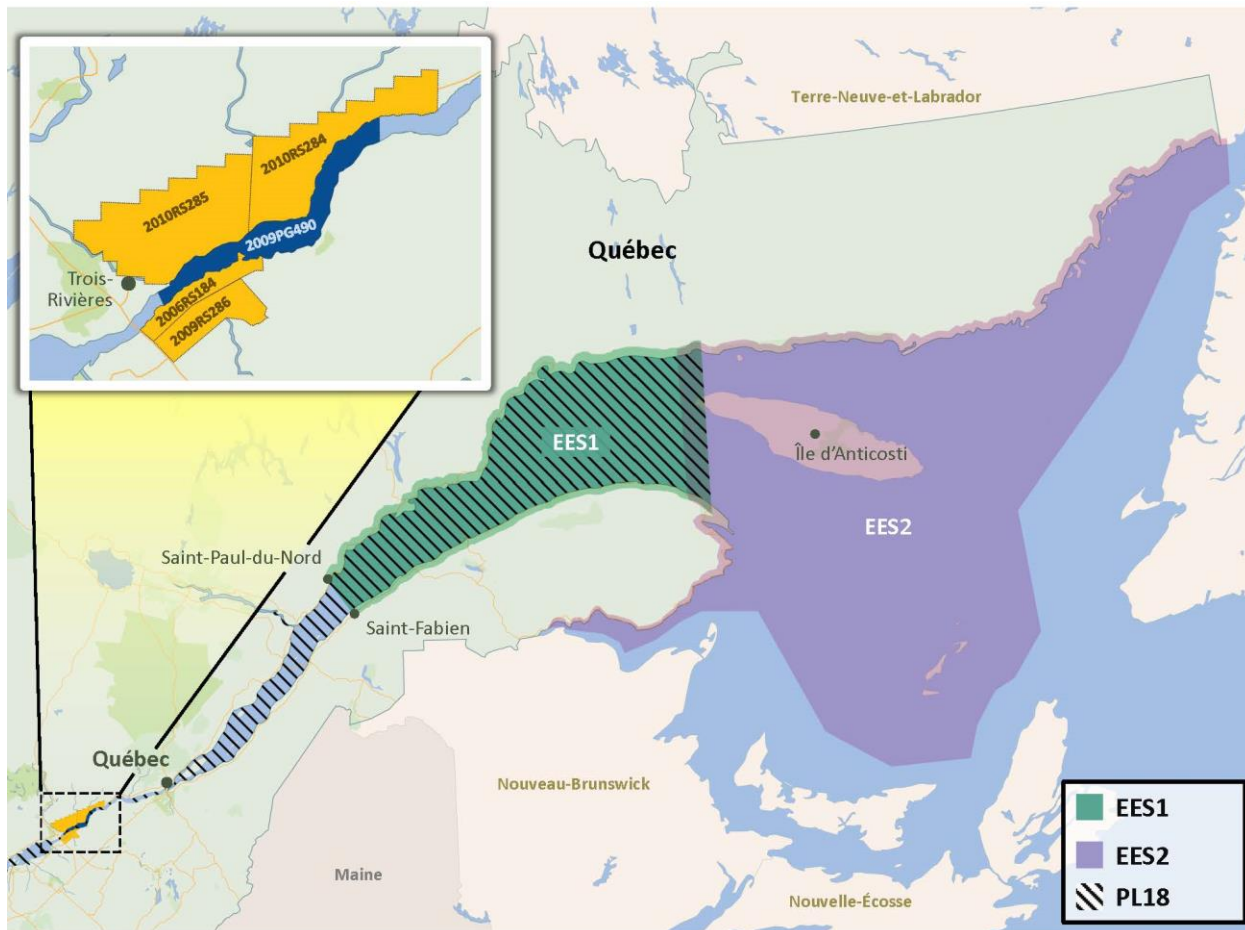 Terre-Neuve-et-Labrador
2010RS284
2010RS285
2009PG490
Trois-
Rivières
2006RS184
2009RS286
Québec
EES1
Île d'Anticosti
EES2
Saint-Paul-du-Nord
Saint-Fabien
Québec
Nouveau-Brunswick
Maine
Nouvelle-Écosse
EES1
EES2
PL18